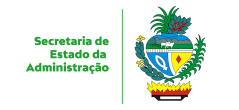 Secretaria de
Estado da
Administração